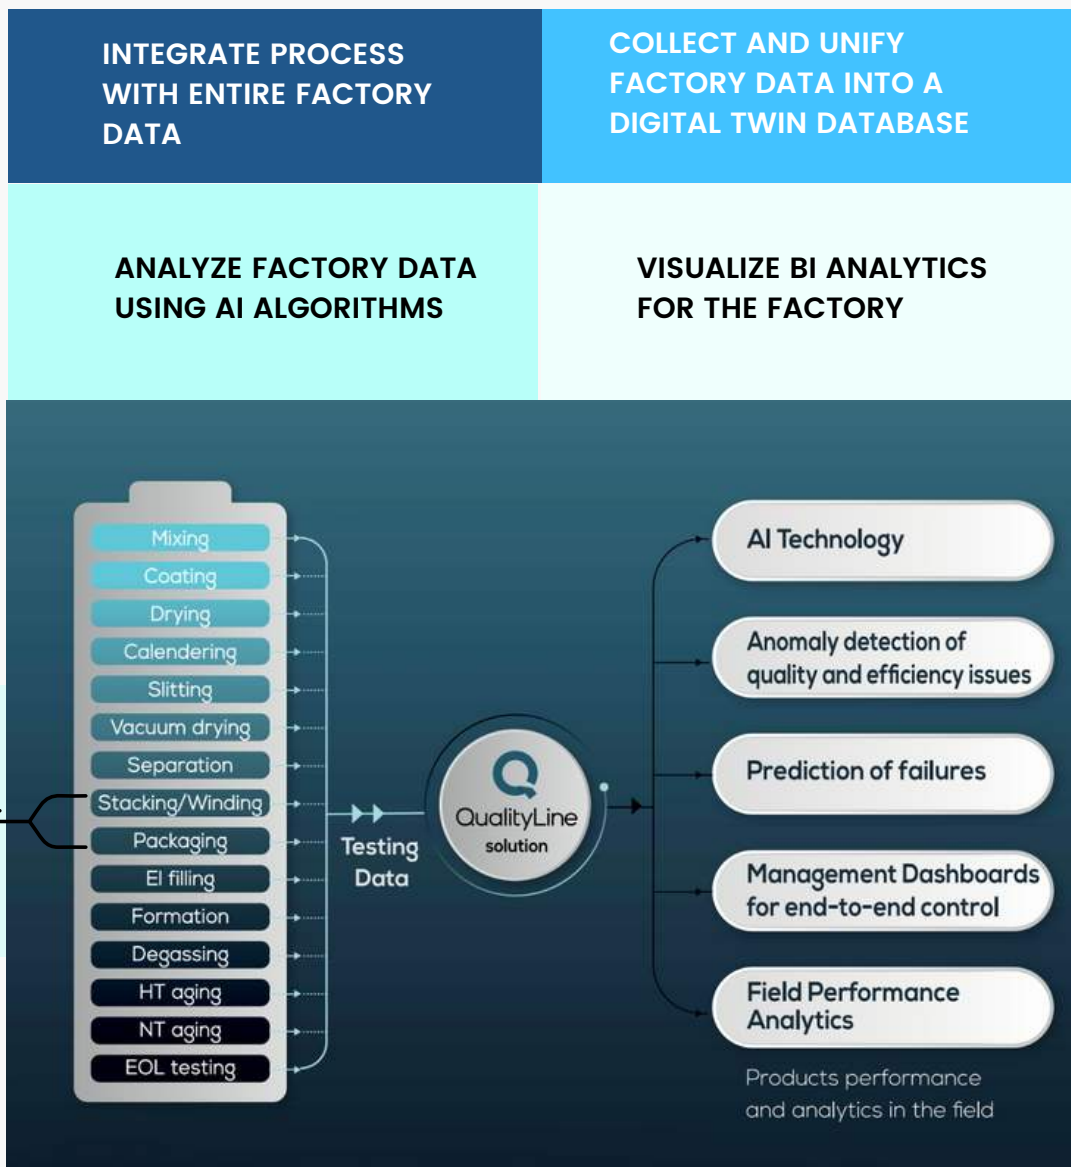 INTEGRATE PROCESS
WITH ENTIRE FACTORY
DATA
COLLECT AND UNIFY
FACTORY DATA INTO A
DIGITAL TWIN DATABASE
ANALYZE FACTORY DATA
USING AI ALGORITHMS
VISUALIZE BI ANALYTICS
FOR THE FACTORY
Mixing
Coating
Drying
Calendering
Slitting
Vacuum drying
Separation
Stacking/Winding
Packaging
El filling
Formation
Degassing
HT aging
NT aging
EOL testing
Testing
Data
QualityLine
solution
AI Technology
Anomaly detection of
quality and efficiency issues
Prediction of failures
Management Dashboards
for end-to-end control
Field Performance
Analytics
Products performance
and analytics in the field